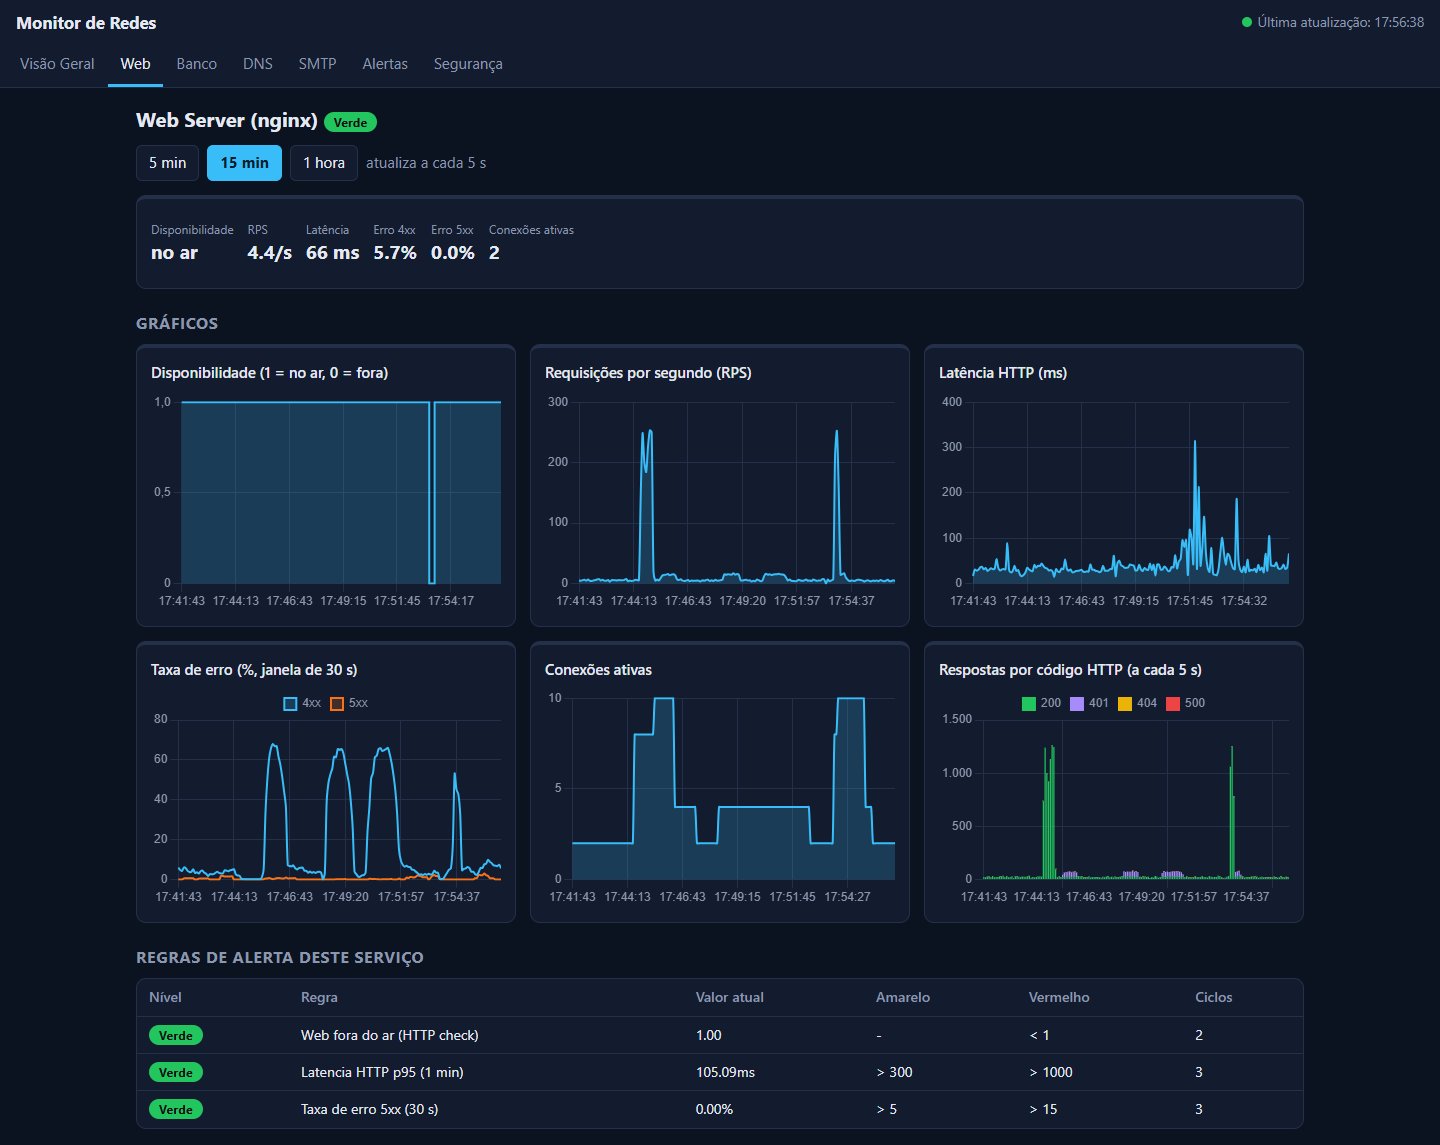 Monitor de Redes
Última atualização: 17:56:38
Visão Geral Web Banco DNS SMTP Alertas Segurança
Web Server (nginx) Verde
5 min 15 min 1 hora atualiza a cada 5 s
Disponibilidade RPS Latência Erro 4xx Erro 5xx Conexões ativas
no ar 4.4/s 66 ms 5.7% 0.0% 2
GRÁFICOS
Disponibilidade (1 = no ar, 0 = fora)
1,0
0,5
0
17:41:43 17:44:13 17:46:43 17:49:15 17:51:45 17:54:17
Requisições por segundo (RPS)
300
200
100
0
17:41:43 17:44:13 17:46:43 17:49:20 17:51:57 17:54:37
Latência HTTP (ms)
400
300
200
100
0
17:41:43 17:44:13 17:46:43 17:49:15 17:51:45 17:54:32
Taxa de erro (%, janela de 30 s)
4xx 5xx
80
60
40
20
0
17:41:43 17:44:13 17:46:43 17:49:20 17:51:57 17:54:37
Conexões ativas
10
5
0
17:41:43 17:44:13 17:46:43 17:49:15 17:51:45 17:54:27
Respostas por código HTTP (a cada 5 s)
200 401 404 500
1.500
1.000
500
0
17:41:43 17:44:13 17:46:43 17:49:20 17:51:57 17:54:37
REGRAS DE ALERTA DESTE SERVIÇO
Nível Regra Valor atual Amarelo Vermelho Ciclos
Verde Web fora do ar (HTTP check) 1.00 - < 1 2
Verde Latencia HTTP p95 (1 min) 105.09ms > 300 > 1000 3
Verde Taxa de erro 5xx (30 s) 0.00% > 5 > 15 3